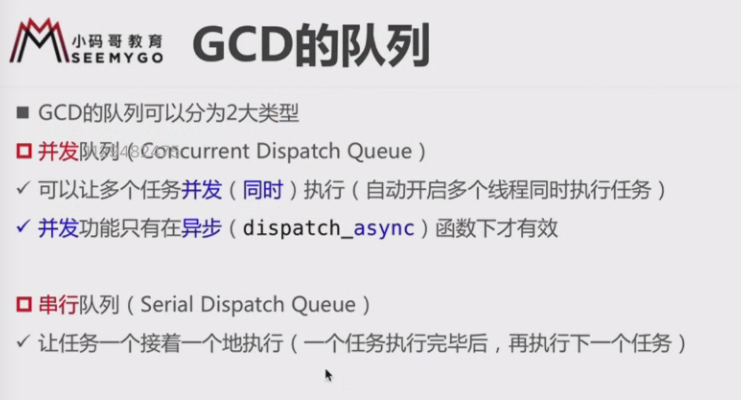 小码哥教育
SEEMYGO
GCD的队列
GCD的队列可以分为2大类型
并发队列（Concurrent Dispatch Queue）
可以让多个任务并发（同时）执行（自动开启多个线程同时执行任务）
并发功能只有在异步（dispatch_async）函数下才有效
串行队列（Serial Dispatch Queue）
让任务一个接着一个地执行（一个任务执行完毕后，再执行下一个任务）